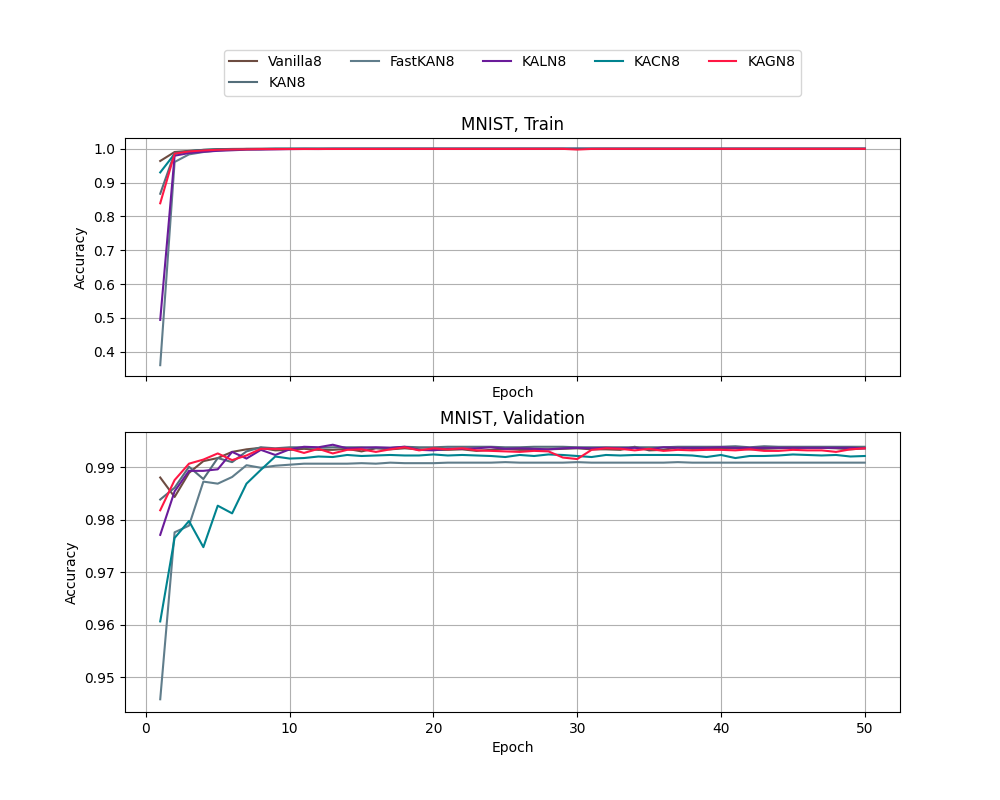 Vanilla8 FastKAN8 KALN8 KACN8 KAGN8
KAN8
MNIST, Train
1.0
0.9
0.8
0.7
0.6
0.5
0.4
Accuracy
Epoch
MNIST, Validation
0.99
0.98
0.97
0.96
0.95
Accuracy
0 10 20 30 40 50
Epoch